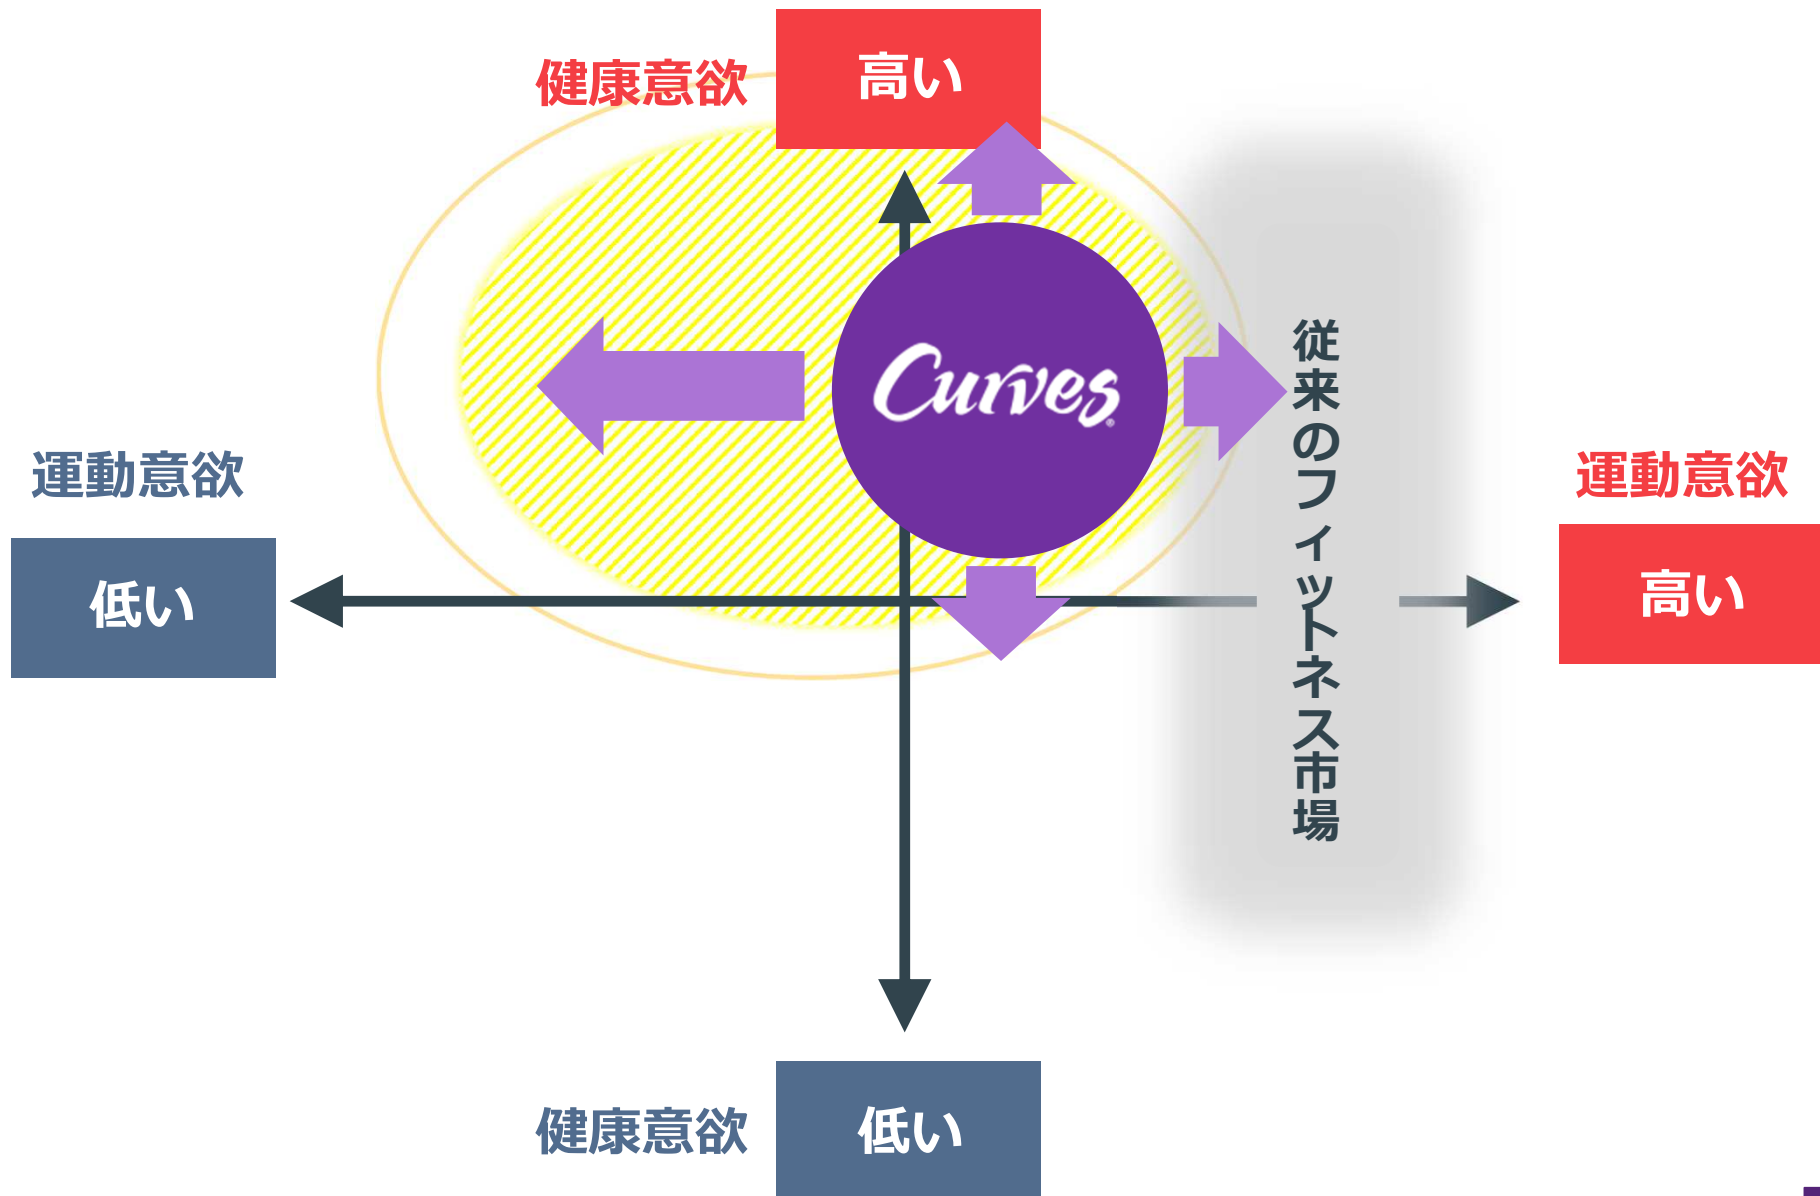 健康意欲
高い
Curves®
従来のフィットネス市場
運動意欲
低い
運動意欲
高い
健康意欲
低い